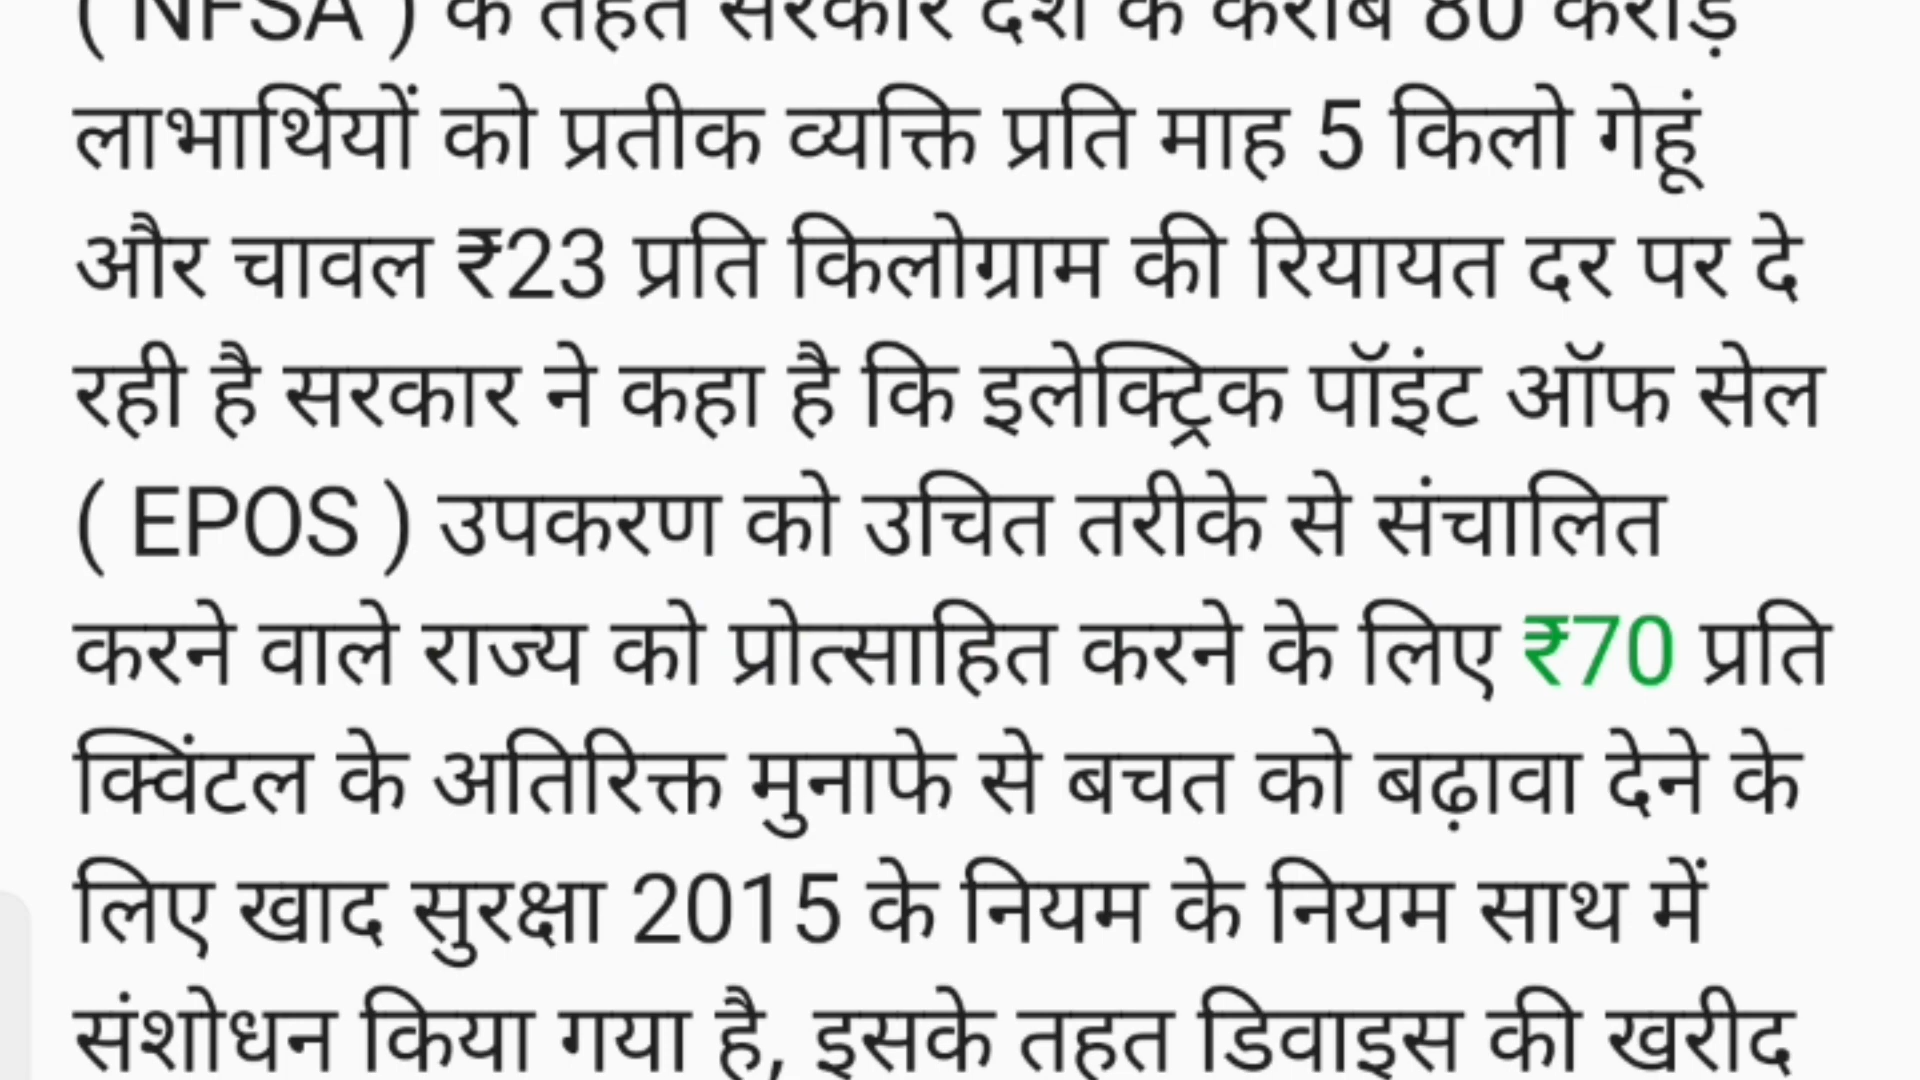 ( NFSA ) के तहत सरकार देश के करीब 80 करोड़
लाभार्थियों को प्रतीक व्यक्ति प्रति माह 5 किलो गेहूं
और चावल ₹23 प्रति किलोग्राम की रियायत दर पर दे
रही है सरकार ने कहा है कि इलेक्ट्रिक पॉइंट ऑफ सेल
( EPOS ) उपकरण को उचित तरीके से संचालित
करने वाले राज्य को प्रोत्साहित करने के लिए ₹70 प्रति
क्विंटल के अतिरिक्त मुनाफे से बचत को बढ़ावा देने के
लिए खाद सुरक्षा 2015 के नियम के नियम साथ में
संशोधन किया गया है, इसके तहत डिवाइस की खरीद